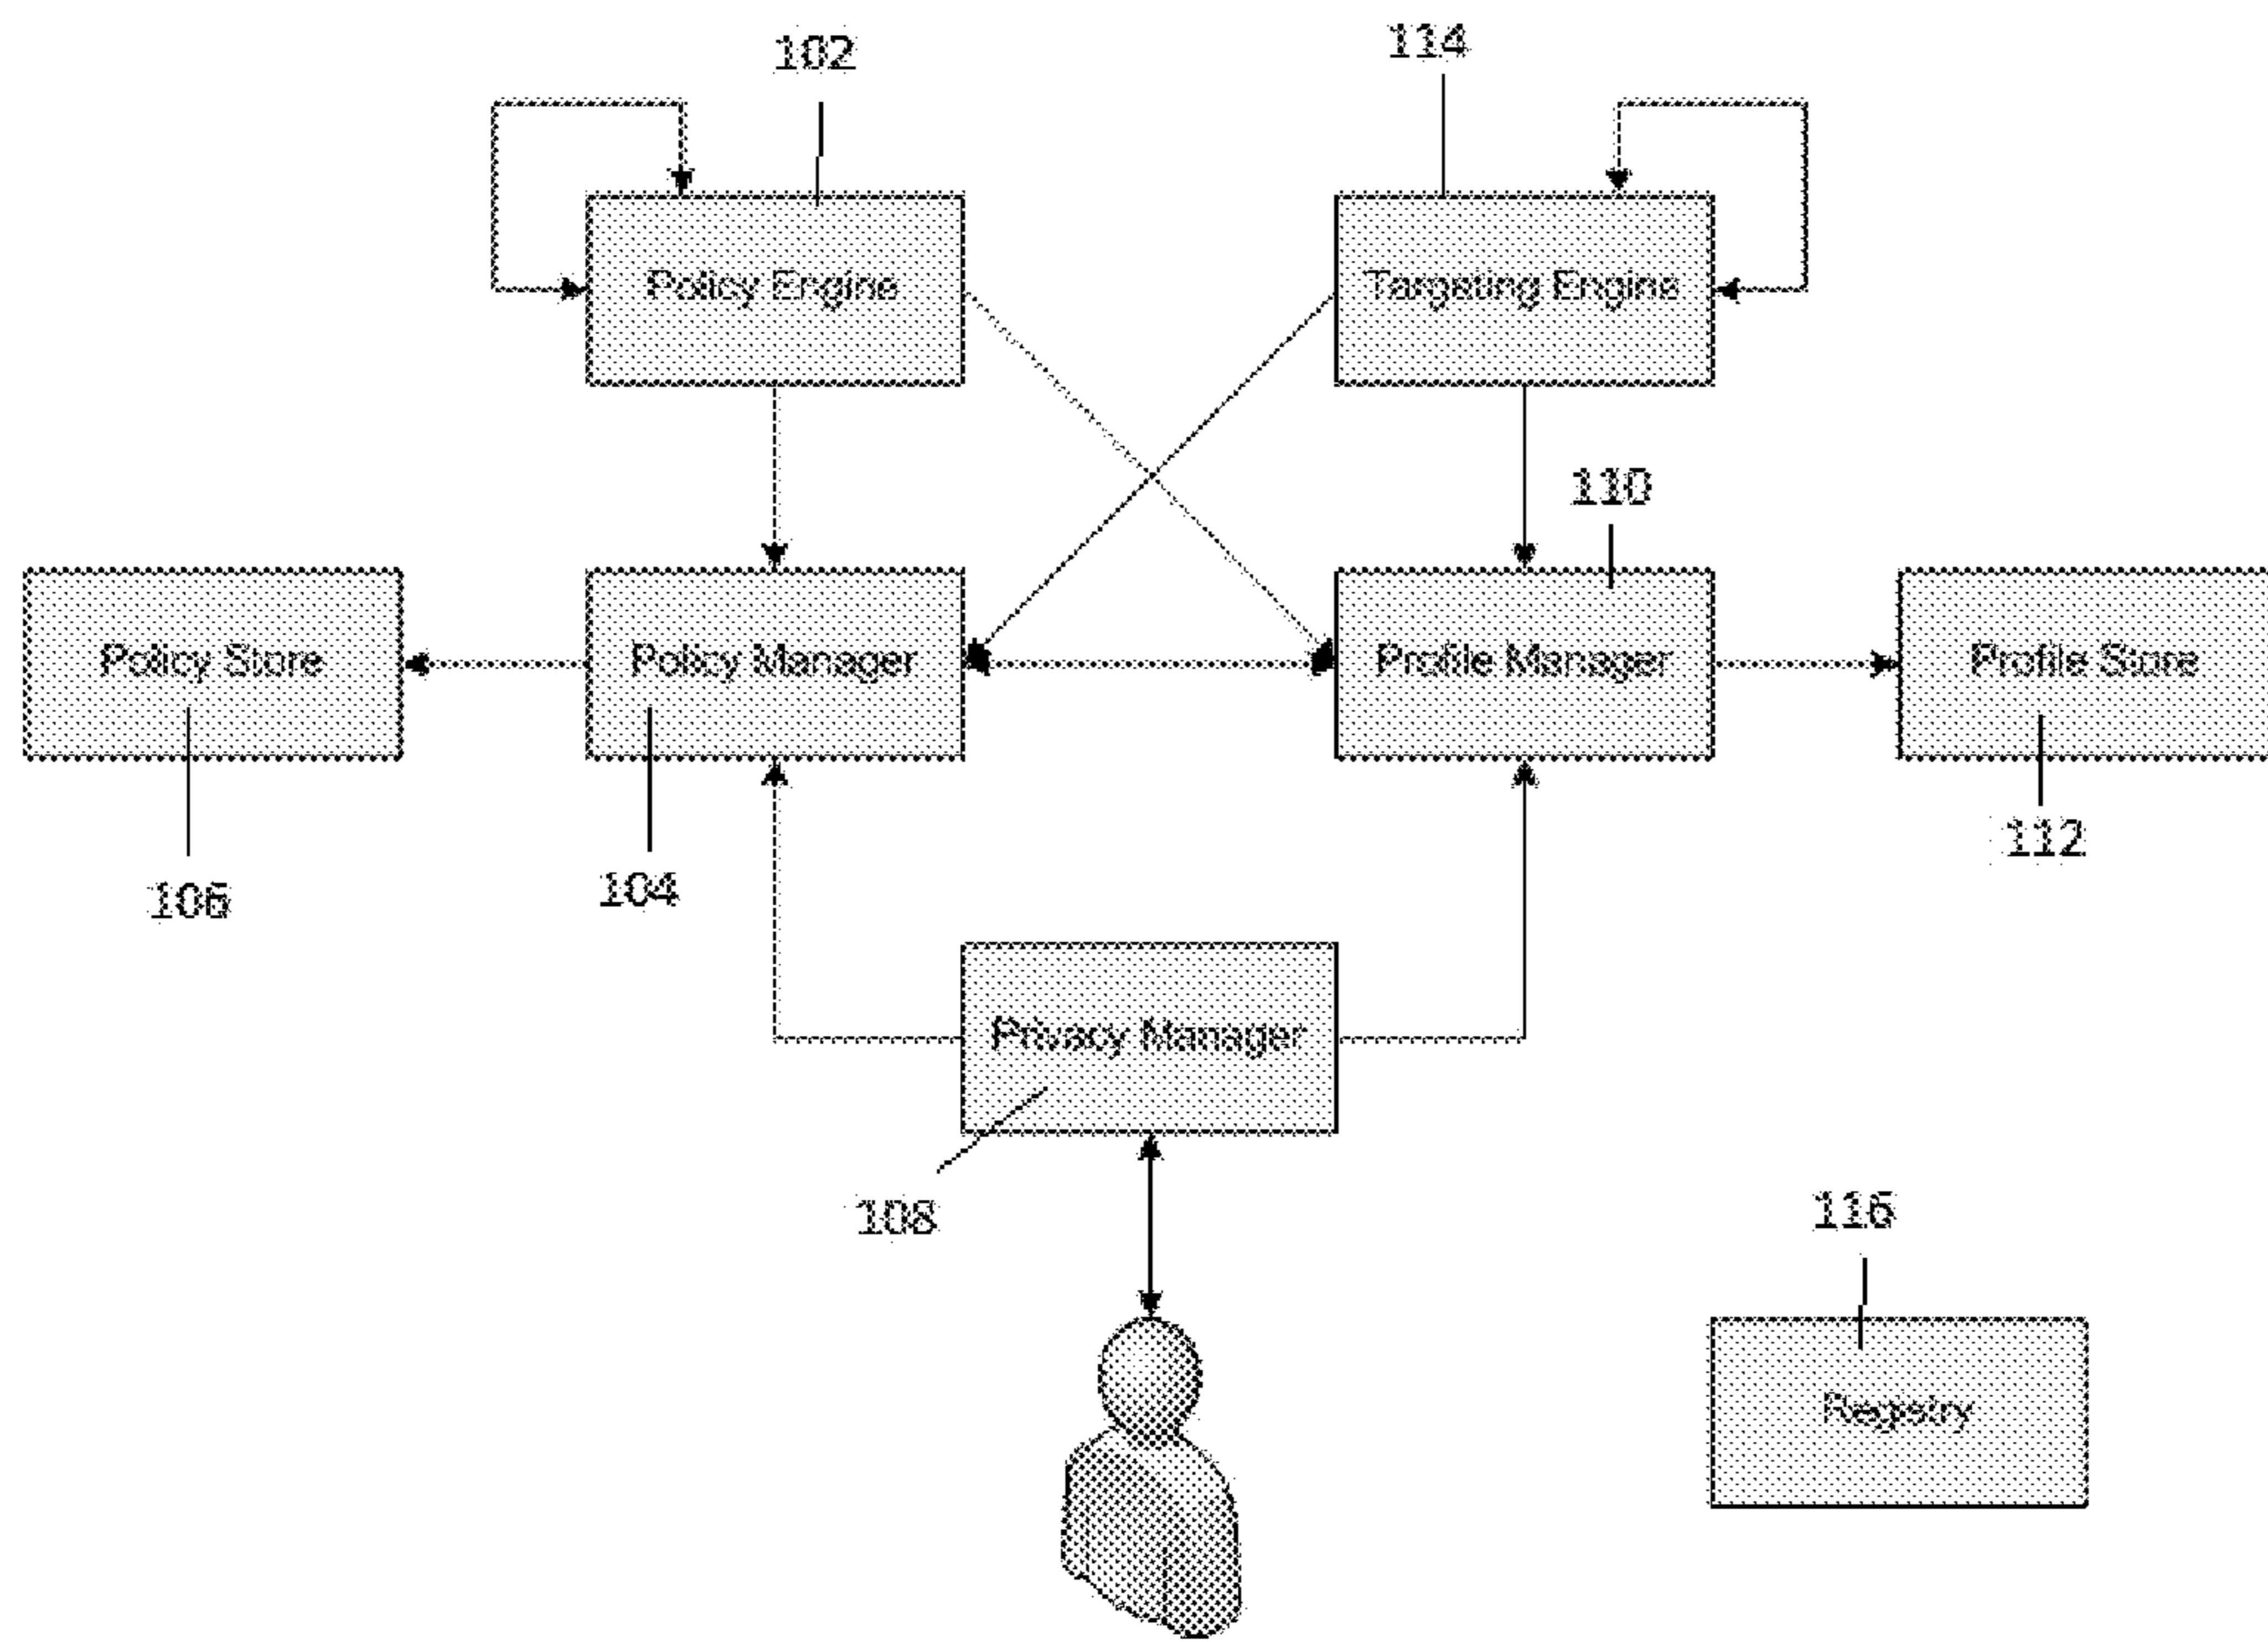 102
114
Policy Engine
Targeting Engine
110
Policy Store
Policy Manager
Profile Manager
Profile Store
106
104
112
Privacy Manager
108
116
Registry